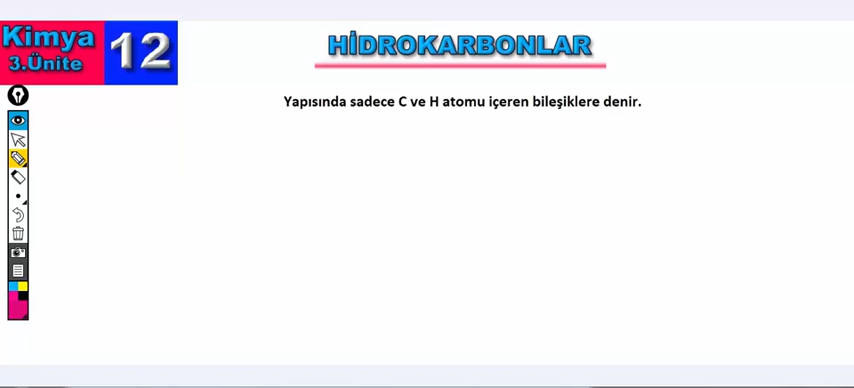 Kimya
3.Ünite
12
HİDROKARBONLAR
Yapısında sadece C ve H atomu içeren bileşiklere denir.